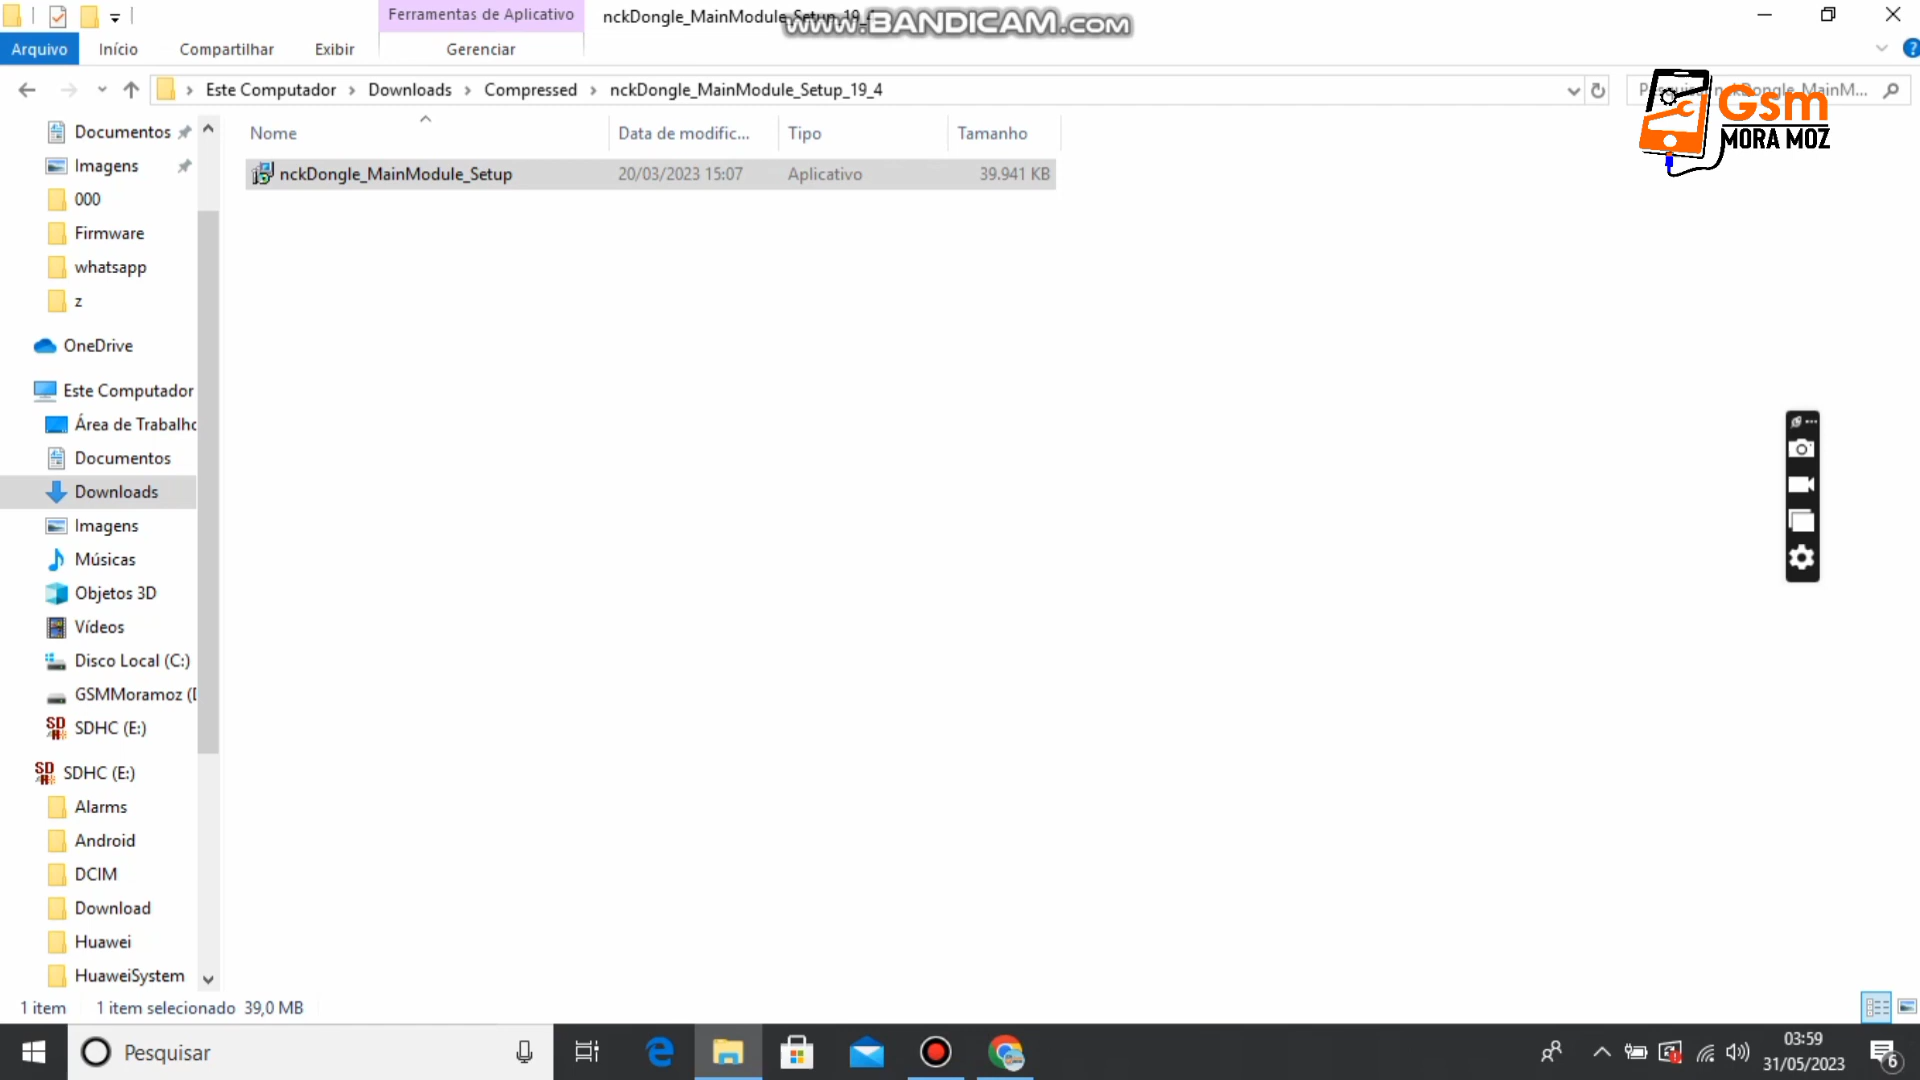 Ferramentas de Aplicativo
nckDongle_MainModule_Setup_19_4
www.BANDICAM.com
Arquivo
Início
Compartilhar
Exibir
Gerenciar
Este Computador
Downloads
Compressed
nckDongle_MainModule_Setup_19_4
Gsm
MORA MOZ
Nome
Data de modific...
Tipo
Tamanho
nckDongle_MainModule_Setup
20/03/2023 15:07
Aplicativo
39.941 KB
Documentos
Imagens
000
Firmware
whatsapp
z
OneDrive
Este Computador
Área de Trabalho
Documentos
Downloads
Imagens
Músicas
Objetos 3D
Vídeos
Disco Local (C:)
GSMMoramoz (
SD
SDHC (E:)
SD
SDHC (E:)
Alarms
Android
DCIM
Download
Huawei
HuaweiSystem
1 item
1 item selecionado 39,0 MB
Pesquisar
03:59
31/05/2023
6